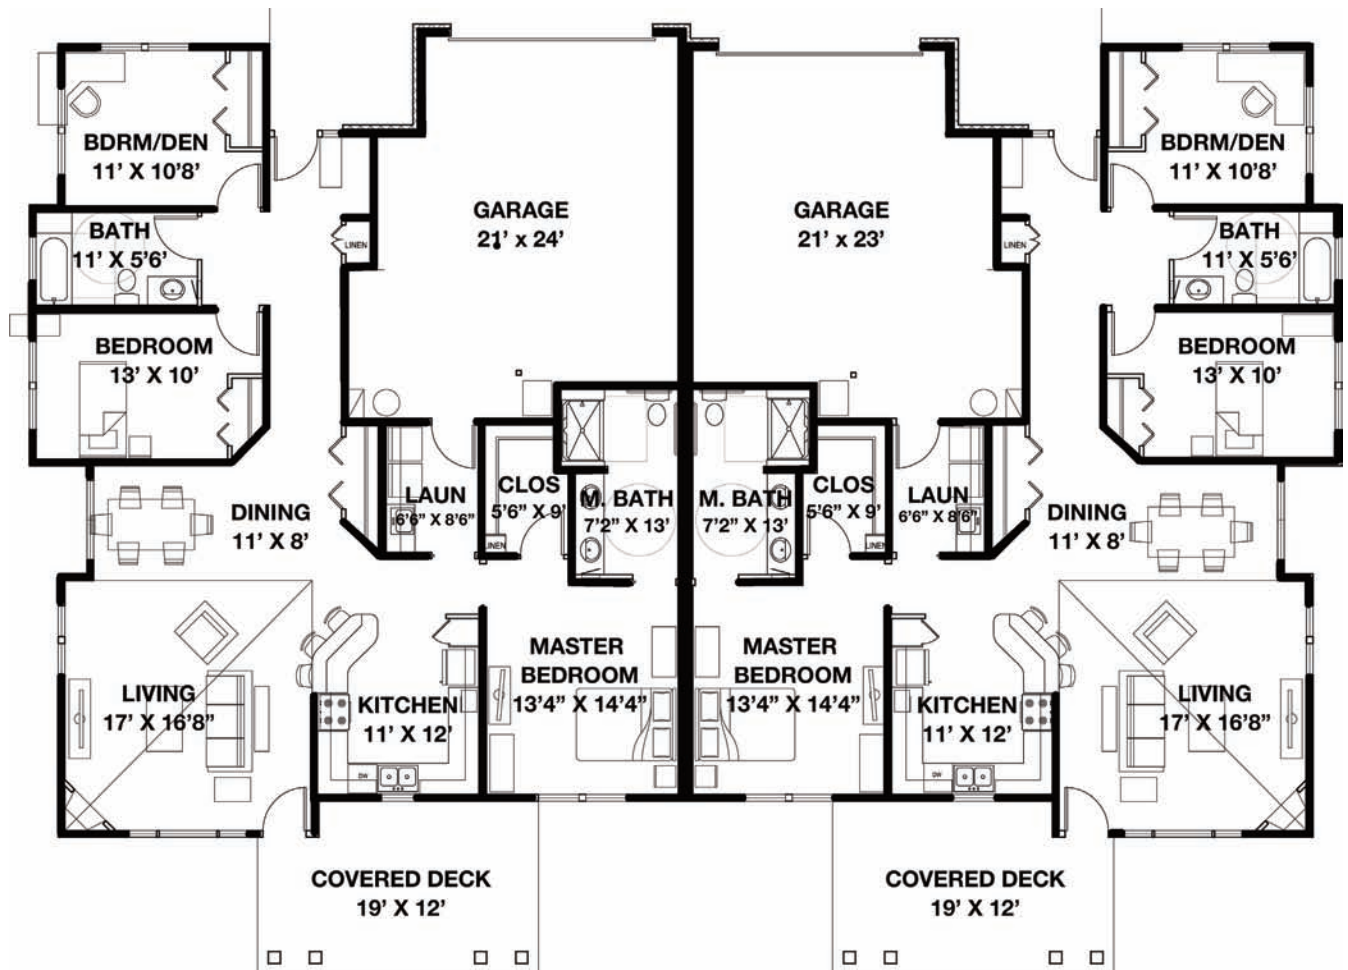 BDRM/DEN
11' X 10'8'
BATH
11' X 5'6'
BEDROOM
13' X 10'
LINEN
GARAGE
21' x 24'
GARAGE
21' x 23'
LINEN
BDRM/DEN
11' X 10'8'
BATH
11' X 5'6'
BEDROOM
13' X 10'
DINING
11' X 8'
LAUN
6'6" X 8'6"
CLOS
5'6" X 9'
LINEN
M. BATH
7'2" X 13'
M. BATH
7'2" X 13'
CLOS
5'6" X 9'
LINEN
LAUN
6'6" X 8'6"
DINING
11' X 8'
LIVING
17' X 16'8"
KITCHEN
11' X 12'
DW
MASTER
BEDROOM
13'4" X 14'4"
MASTER
BEDROOM
13'4" X 14'4"
KITCHEN
11' X 12'
DW
LIVING
17' X 16'8"
COVERED DECK
19' X 12'
COVERED DECK
19' X 12'